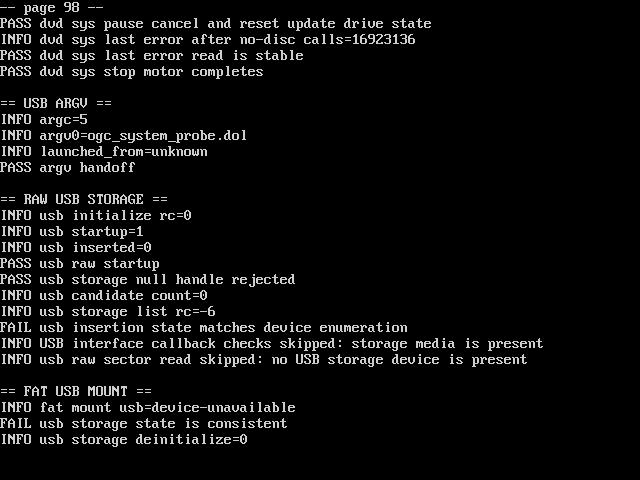 -- page 98 --
PASS dvd sys pause cancel and reset update drive state
INFO dvd sys last error after no-disc calls=16923136
PASS dvd sys last error read is stable
PASS dvd sys stop motor completes
== USB ARGV ==
INFO argc=5
INFO argv0=ogc_system_probe.dol
INFO launched_from=unknown
PASS argv handoff
== RAW USB STORAGE ==
INFO usb initialize rc=0
INFO usb startup=1
INFO usb inserted=0
PASS usb raw startup
PASS usb storage null handle rejected
INFO usb candidate count=0
INFO usb storage list rc=-6
FAIL usb insertion state matches device enumeration
INFO USB interface callback checks skipped: storage media is present
INFO usb raw sector read skipped: no USB storage device is present
== FAT USB MOUNT ==
INFO fat mount usb=device-unavailable
FAIL usb storage state is consistent
INFO usb storage deinitialize=0